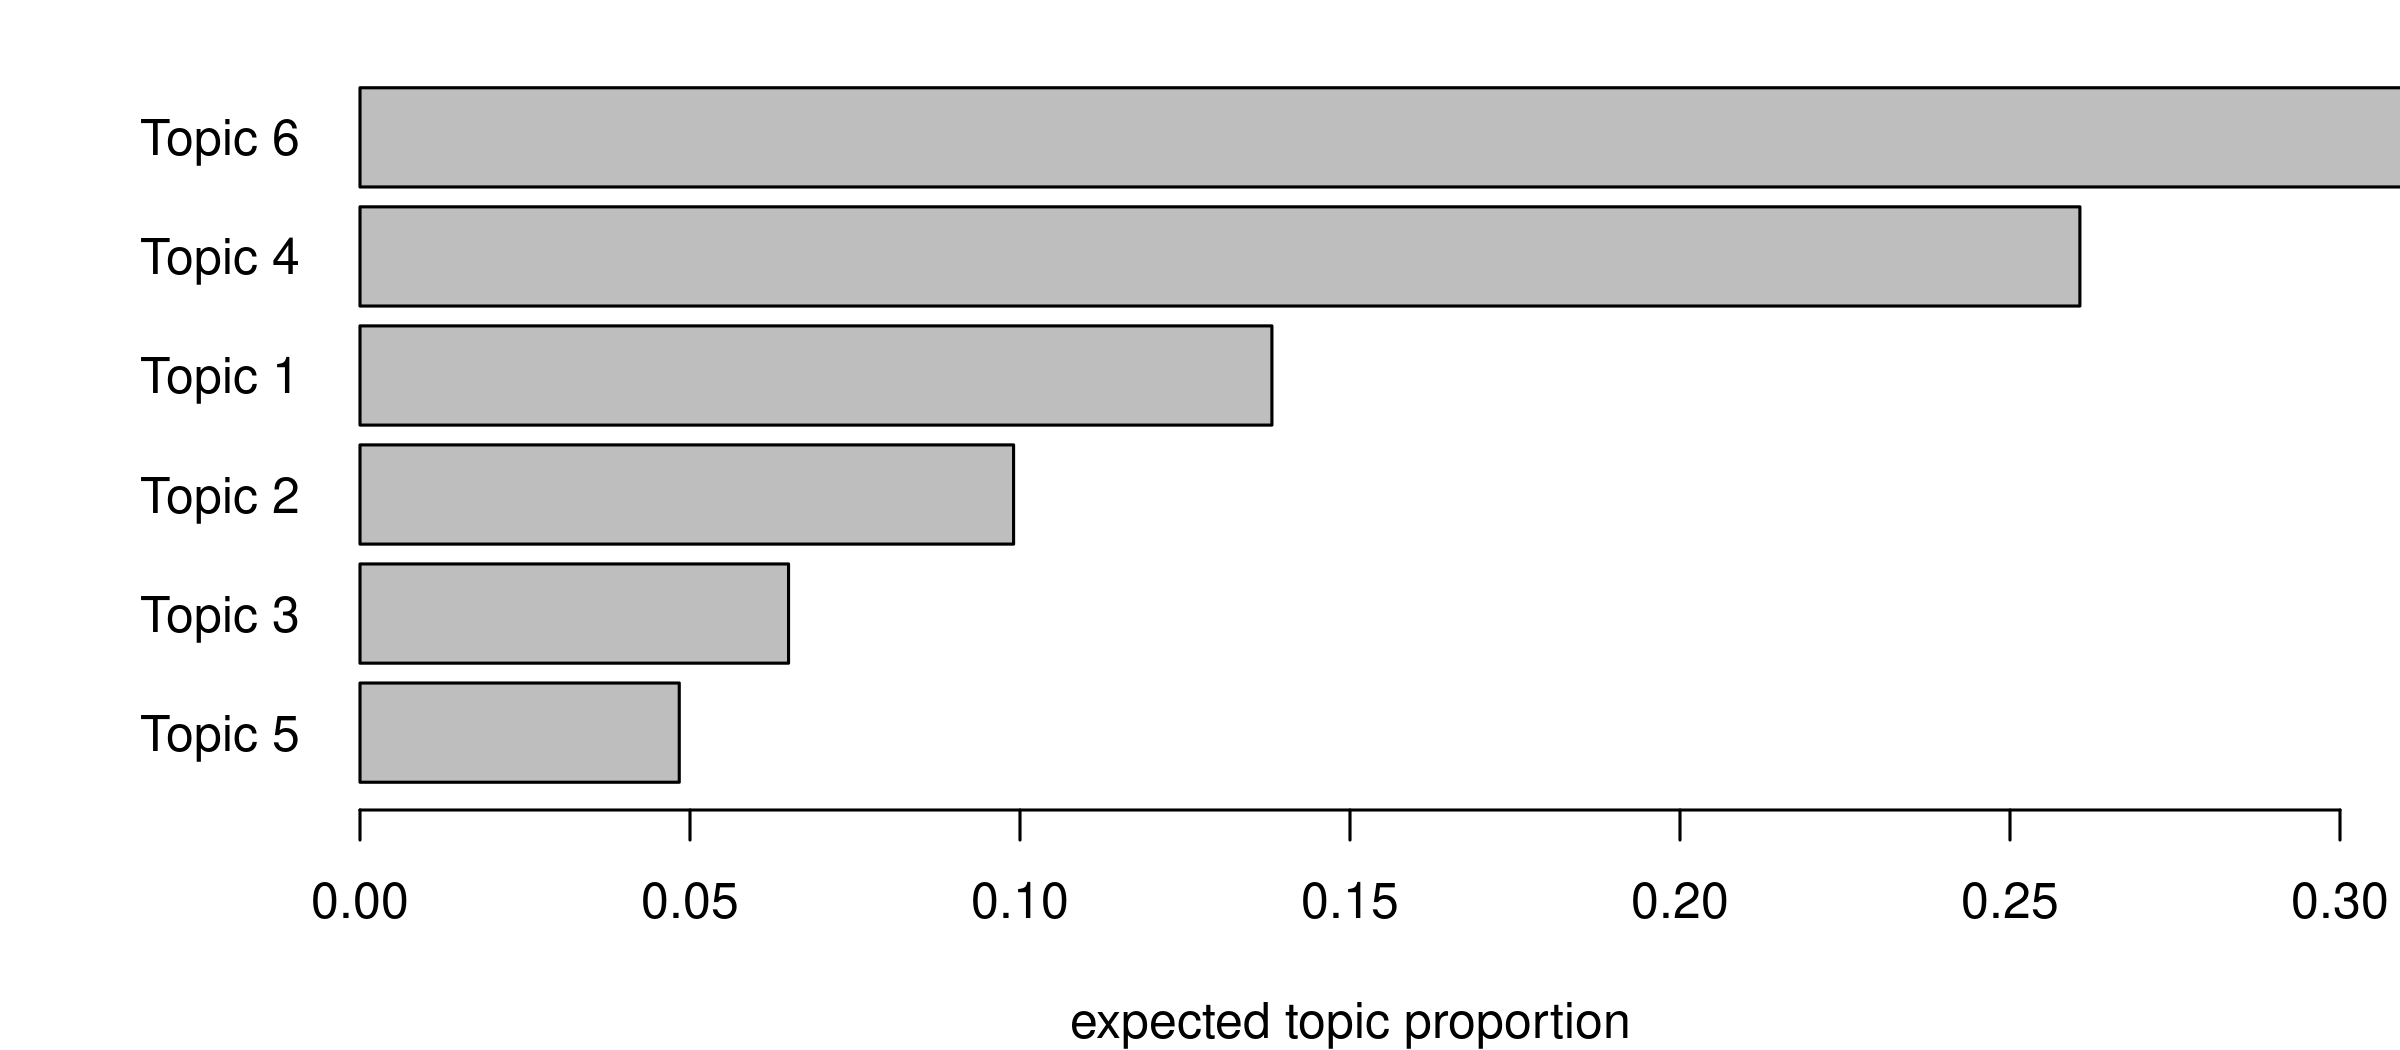 Topic 6
Topic 4
Topic 1
Topic 2
Topic 3
Topic 5
0.00 0.05 0.10 0.15 0.20 0.25 0.30
expected topic proportion